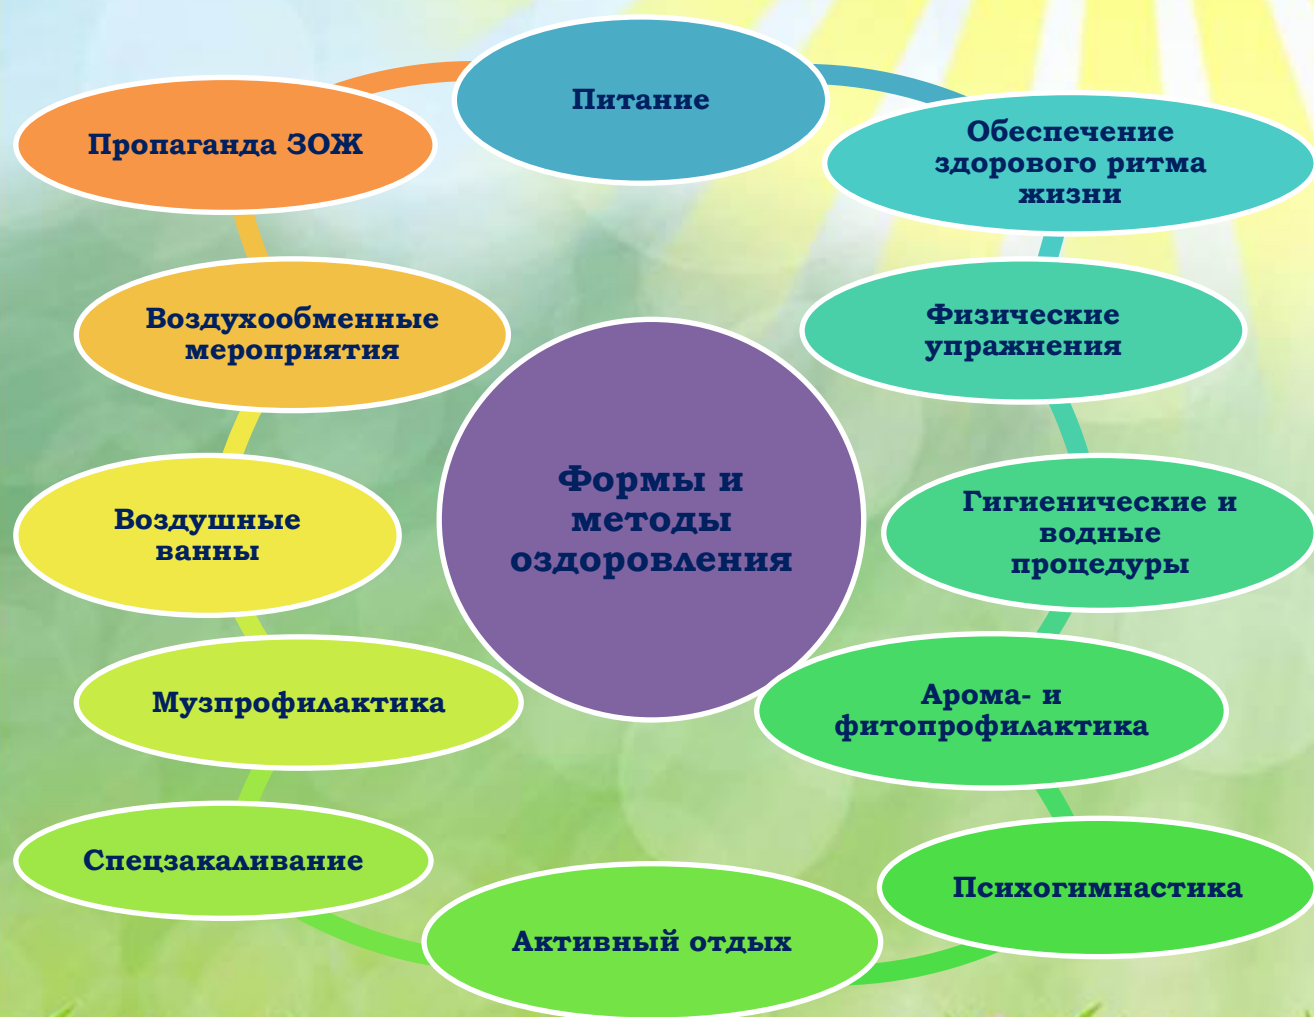 Питание
Пропаганда ЗОЖ
Обеспечение
здорового ритма
жизни
Воздухообменные
мероприятия
Физические
упражнения
Формы и
методы
оздоровления
Воздушные
ванны
Гигиенические и
водные
процедуры
Музпрофилактика
Арома- и
фитопрофилактика
Спецзакаливание
Психогимнастика
Активный отдых